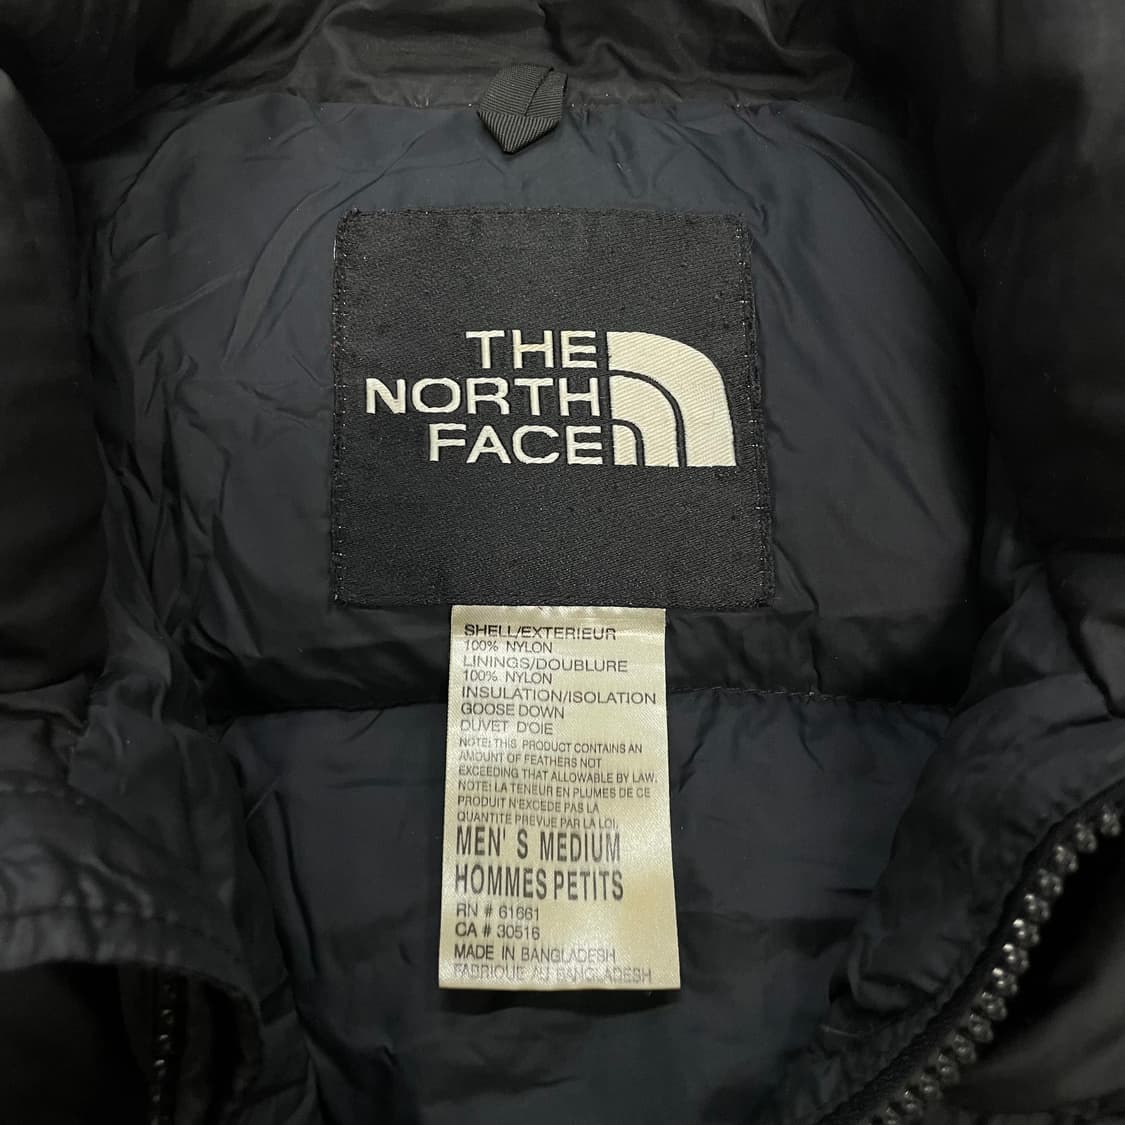 THE
NORTH
FACE
SHELL/EXTERIEUR
100% NYLON
LININGS/DOUBLURE
100% NYLON
INSULATION/ISOLATION
GOOSE DOWN
DUVET D'OIE
NOTE: THIS PRODUCT CONTAINS AN
AMOUNT OF FEATHERS NOT
EXCEEDING THAT ALLOWABLE BY LAW.
NOTE: LA TENEUR EN PLUMES DE CE
PRODUIT N'EXCEDE PAS LA
QUANTITE PREVUE PAR LA LOI.
MEN' S MEDIUM
HOMMES PETITS
RN # 61661
CA # 30516
MADE IN BANGLADESH
FABRIQUE AU BANGLADESH